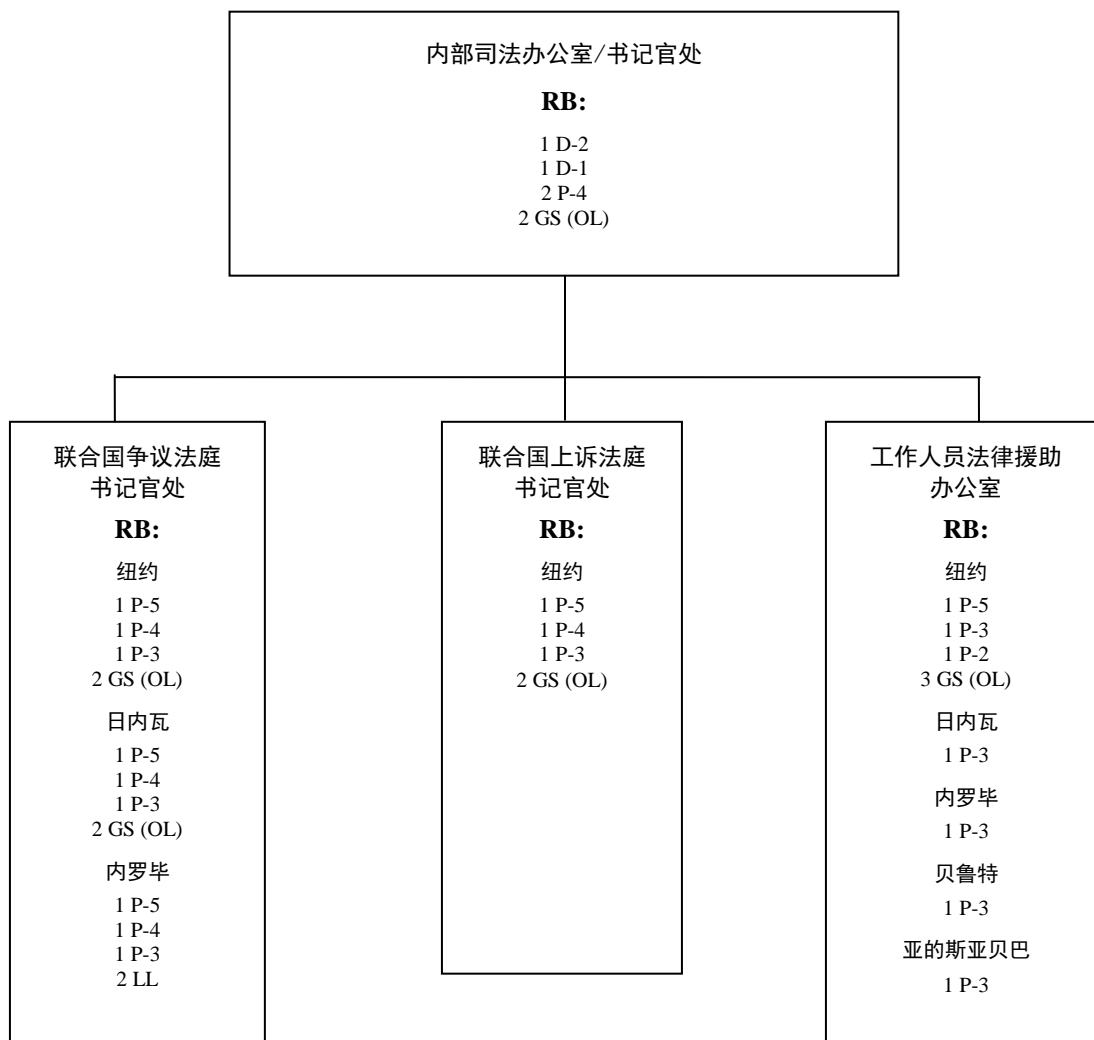 内部司法办公室/书记官处
RB:
1 D-2
1 D-1
2 P-4
2 GS (OL)
联合国争议法庭
书记官处
RB:
纽约
1 P-5
1 P-4
1 P-3
2 GS (OL)
日内瓦
1 P-5
1 P-4
1 P-3
2 GS (OL)
内罗毕
1 P-5
1 P-4
1 P-3
2 LL
联合国上诉法庭
书记官处
RB:
纽约
1 P-5
1 P-4
1 P-3
2 GS (OL)
工作人员法律援助
办公室
RB:
纽约
1 P-5
1 P-3
1 P-2
3 GS (OL)
日内瓦
1 P-3
内罗毕
1 P-3
贝鲁特
1 P-3
亚的斯亚贝巴
1 P-3